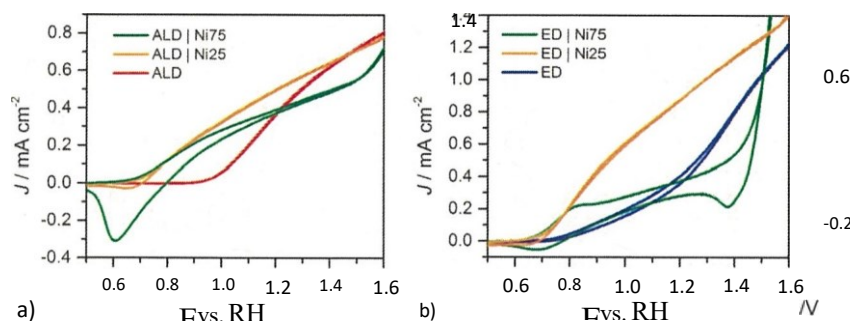 1.4
ALD | Ni75
ALD | Ni25
ALD
J / mA cm⁻²
0.8
0.6
0.4
0.2
0.0
-0.2
-0.4
0.6 0.8 1.0 1.2 1.4 1.6
a) E vs. RH
ED | Ni75
ED | Ni25
ED
J / mA cm⁻²
1.2
1.0
0.8
0.6
0.4
0.2
0.0
0.6 0.8 1.0 1.2 1.4 1.6
b) E vs. RH /V
0.6
-0.2